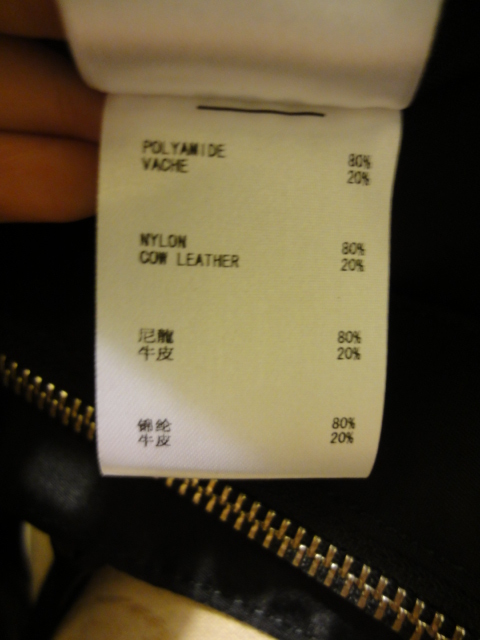 POLYAMIDE 80%
VACHE 20%
NYLON 80%
COW LEATHER 20%
尼龍 80%
牛皮 20%
锦纶 80%
牛皮 20%